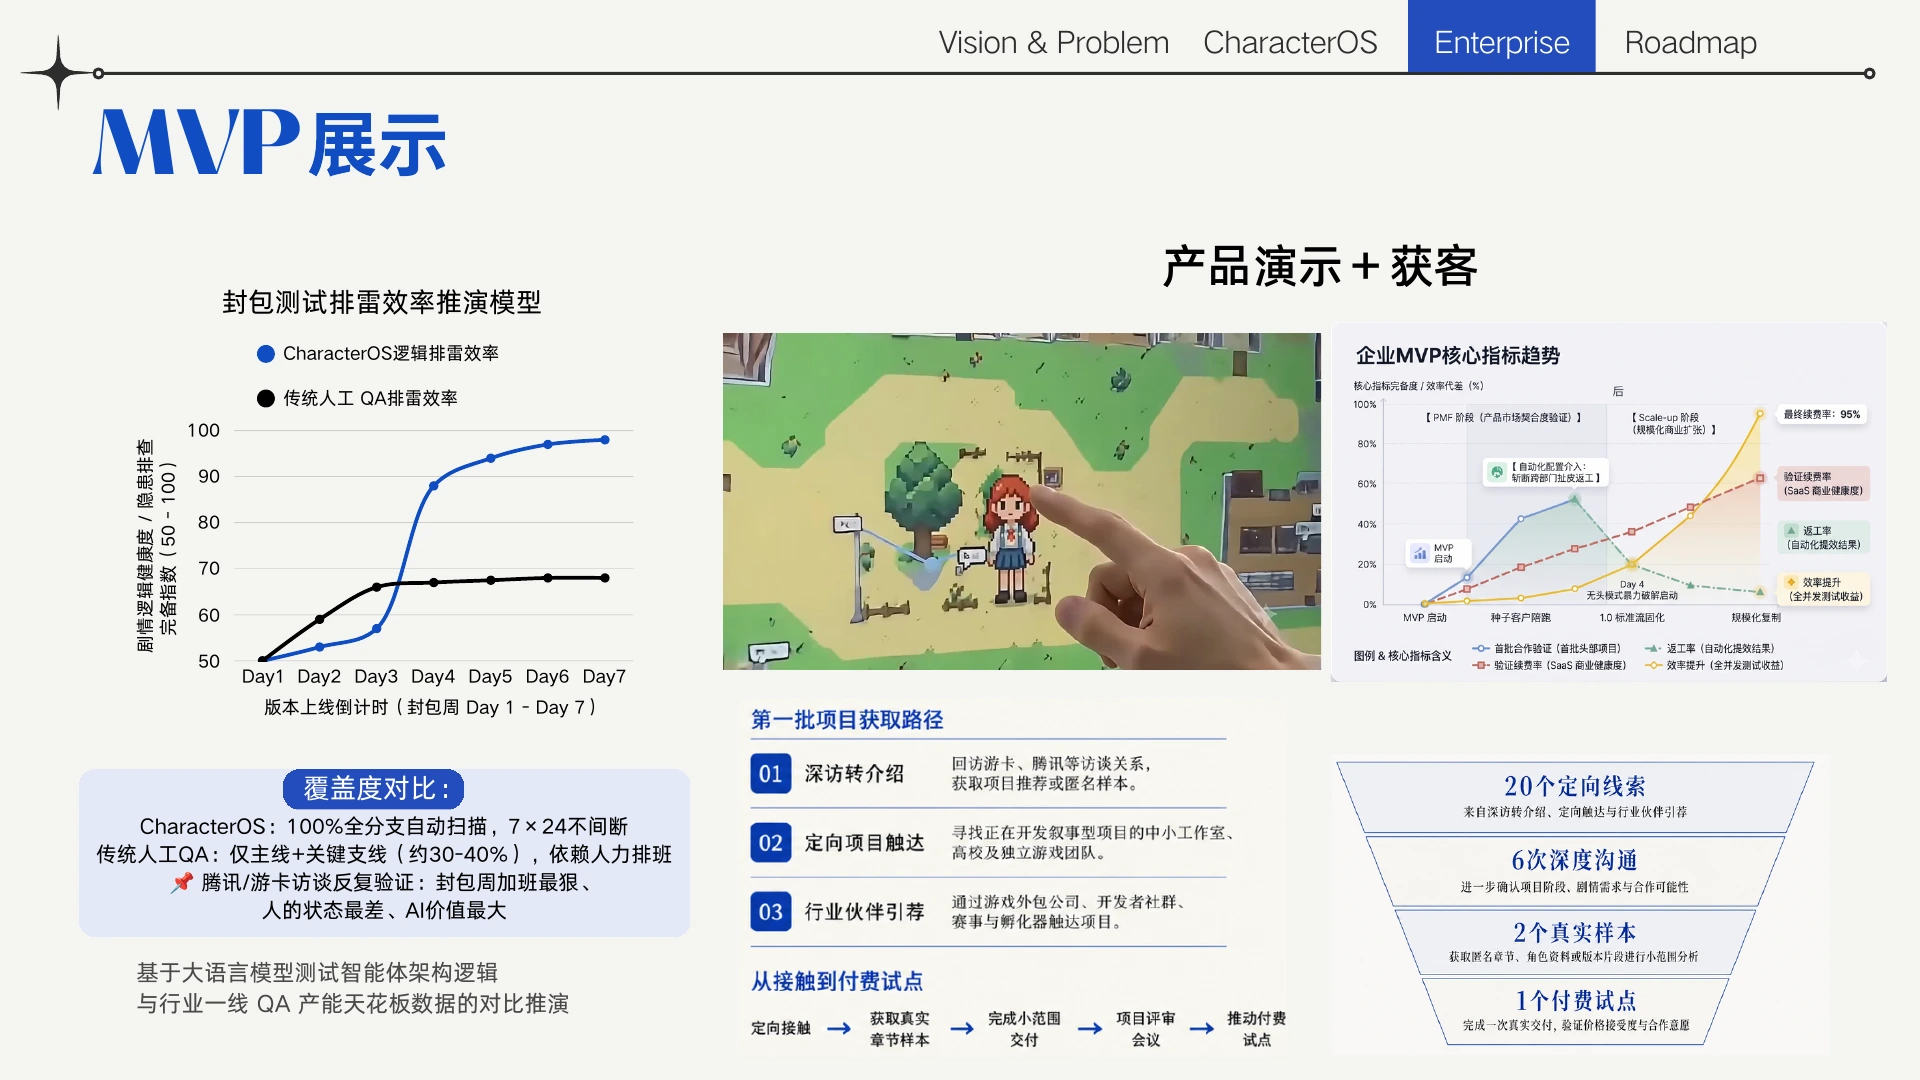 Vision & Problem
CharacterOS
Enterprise
Roadmap
MVP展示
封包测试排雷效率推演模型
CharacterOS逻辑排雷效率
传统人工 QA排雷效率
剧情逻辑健康度 / 隐患排查
完备指数（50 - 100）
100
90
80
70
60
50
Day1 Day2 Day3 Day4 Day5 Day6 Day7
版本上线倒计时（封包周 Day 1 - Day 7）
覆盖度对比：
CharacterOS：100%全分支自动扫描，7×24不间断
传统人工QA：仅主线+关键支线（约30-40%），依赖人力排班
📌 腾讯/游卡访谈反复验证：封包周加班最狠、
人的状态最差、AI价值最大
基于大语言模型测试智能体架构逻辑
与行业一线 QA 产能天花板数据的对比推演
产品演示＋获客
企业MVP核心指标趋势
核心指标完备度 / 效率代差（%）
后
100%
80%
60%
40%
20%
0%
【 PMF 阶段（产品市场契合度验证）】
【 Scale-up 阶段
（规模化商业扩张）】
【 自动化配置介入：
斩断跨部门扯皮返工 】
MVP
启动
Day 4
无头模式暴力破解启动
最终续费率：95%
验证续费率
(SaaS 商业健康度)
返工率
（自动化提效结果）
效率提升
（全并发测试收益）
MVP 启动
种子客户陪跑
1.0 标准流固化
规模化复制
图例 & 核心指标含义
首批合作验证（首批头部项目）
返工率（自动化提效结果）
验证续费率（SaaS 商业健康度）
效率提升（全并发测试收益）
第一批项目获取路径
01 深访转介绍
回访游卡、腾讯等访谈关系，
获取项目推荐或匿名样本。
02 定向项目触达
寻找正在开发叙事型项目的中小工作室、
高校及独立游戏团队。
03 行业伙伴引荐
通过游戏外包公司、开发者社群、
赛事与孵化器触达项目。
从接触到付费试点
定向接触 → 获取真实 → 完成小范围 → 项目评审 → 推动付费
章节样本 交付 会议 试点
20个定向线索
来自深访转介绍、定向触达与行业伙伴引荐
6次深度沟通
进一步确认项目阶段、剧情需求与合作可能性
2个真实样本
获取匿名章节、角色资料或版本片段进行小范围分析
1个付费试点
完成一次真实交付，验证价格接受度与合作意愿